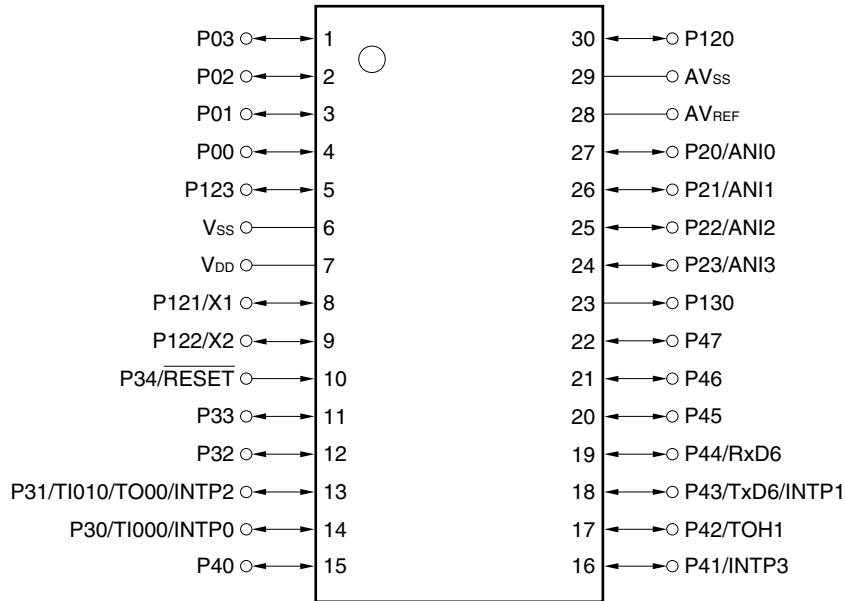 P03 1 30 P120
P02 2 29 AVSS
P01 3 28 AVREF
P00 4 27 P20/ANI0
P123 5 26 P21/ANI1
VSS 6 25 P22/ANI2
VDD 7 24 P23/ANI3
P121/X1 8 23 P130
P122/X2 9 22 P47
P34/RESET 10 21 P46
P33 11 20 P45
P32 12 19 P44/RxD6
P31/TI010/TO00/INTP2 13 18 P43/TxD6/INTP1
P30/TI000/INTP0 14 17 P42/TOH1
P40 15 16 P41/INTP3